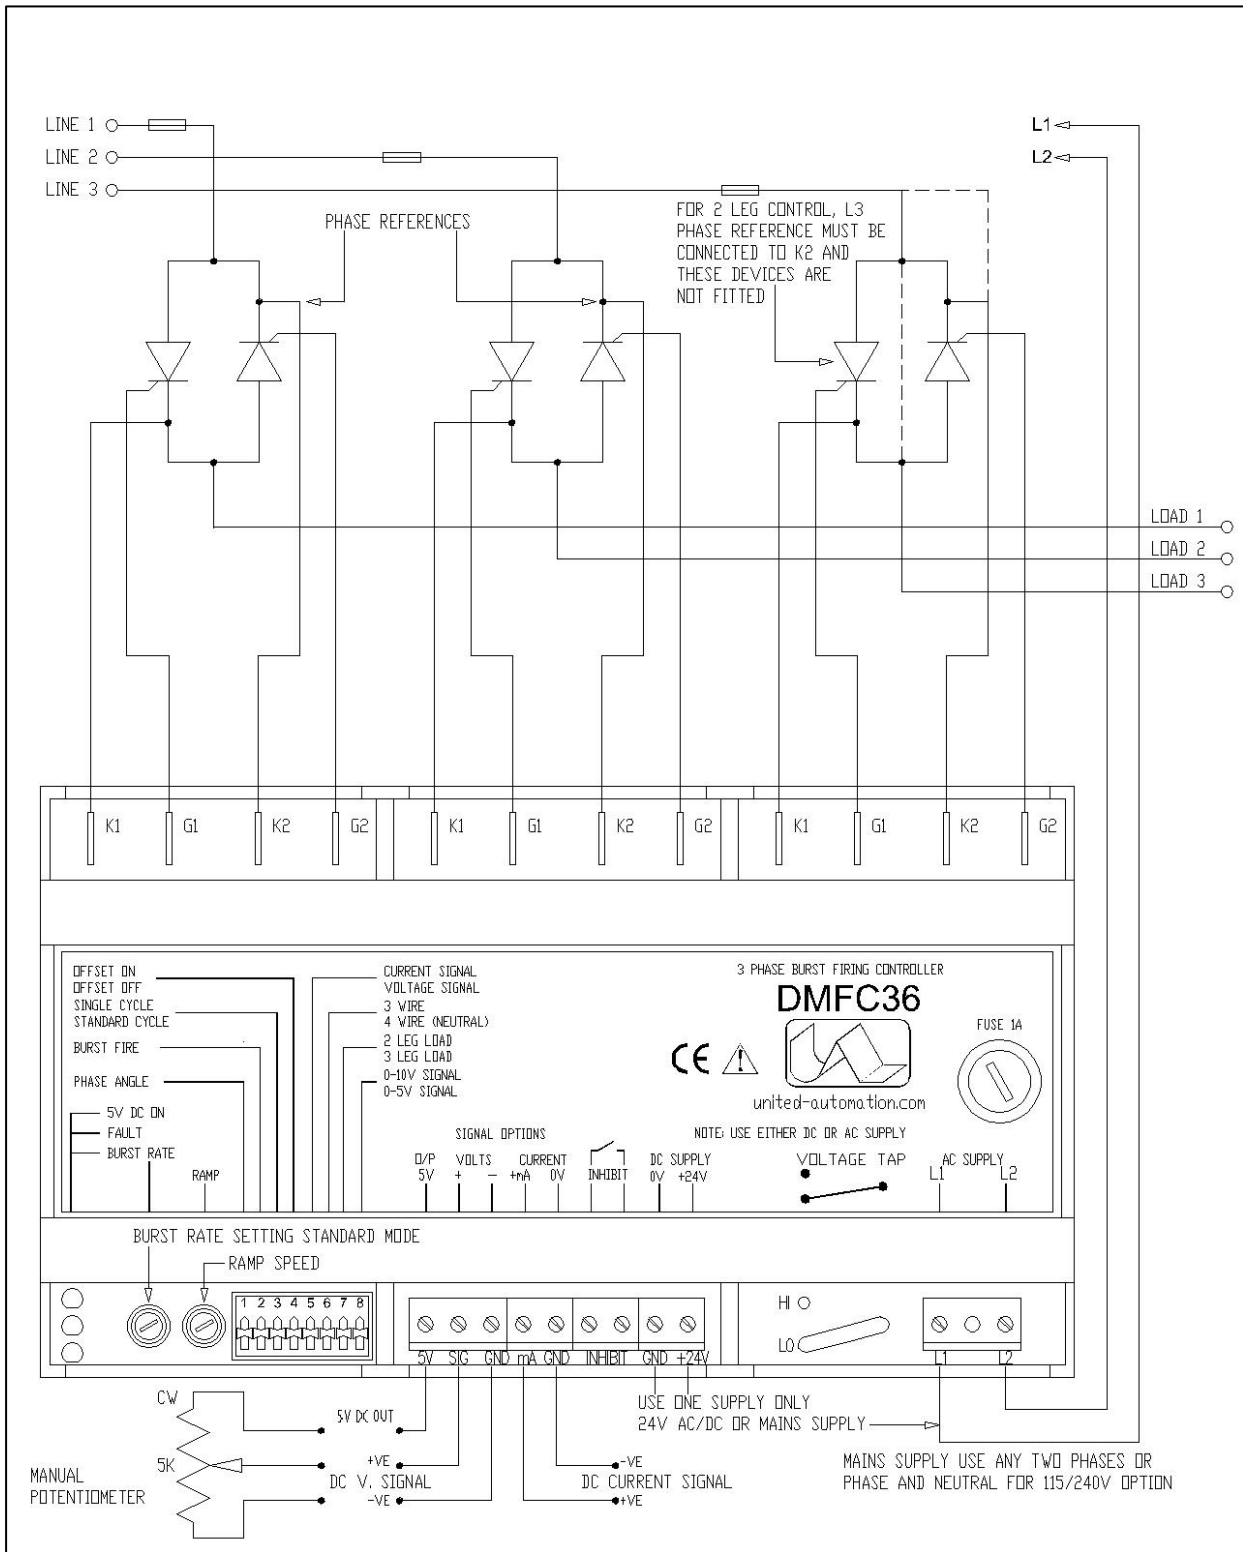 LINE 1
LINE 2
LINE 3
L1
L2
PHASE REFERENCES
FOR 2 LEG CONTROL, L3
PHASE REFERENCE MUST BE
CONNECTED TO K2 AND
THESE DEVICES ARE
NOT FITTED
LOAD 1
LOAD 2
LOAD 3
K1 G1 K2 G2
K1 G1 K2 G2
K1 G1 K2 G2
OFFSET ON
OFFSET OFF
SINGLE CYCLE
STANDARD CYCLE
BURST FIRE
PHASE ANGLE
5V DC ON
FAULT
BURST RATE
RAMP
CURRENT SIGNAL
VOLTAGE SIGNAL
3 WIRE
4 WIRE (NEUTRAL)
2 LEG LOAD
3 LEG LOAD
0-10V SIGNAL
0-5V SIGNAL
3 PHASE BURST FIRING CONTROLLER
DMFC36
CE
united-automation.com
FUSE 1A
SIGNAL OPTIONS
NOTE: USE EITHER DC OR AC SUPPLY
O/P VOLTS CURRENT DC SUPPLY
5V + - +mA 0V INHIBIT 0V +24V
VOLTAGE TAP
AC SUPPLY
L1 L2
BURST RATE SETTING STANDARD MODE
RAMP SPEED
1 2 3 4 5 6 7 8
HI
LO
5V SIG GND mA GND INHIBIT GND +24V
L1 L2
CW
5K
MANUAL
POTENTIOMETER
5V DC OUT
+VE
DC V. SIGNAL
-VE
-VE
DC CURRENT SIGNAL
+VE
USE ONE SUPPLY ONLY
24V AC/DC OR MAINS SUPPLY
MAINS SUPPLY USE ANY TWO PHASES OR
PHASE AND NEUTRAL FOR 115/240V OPTION